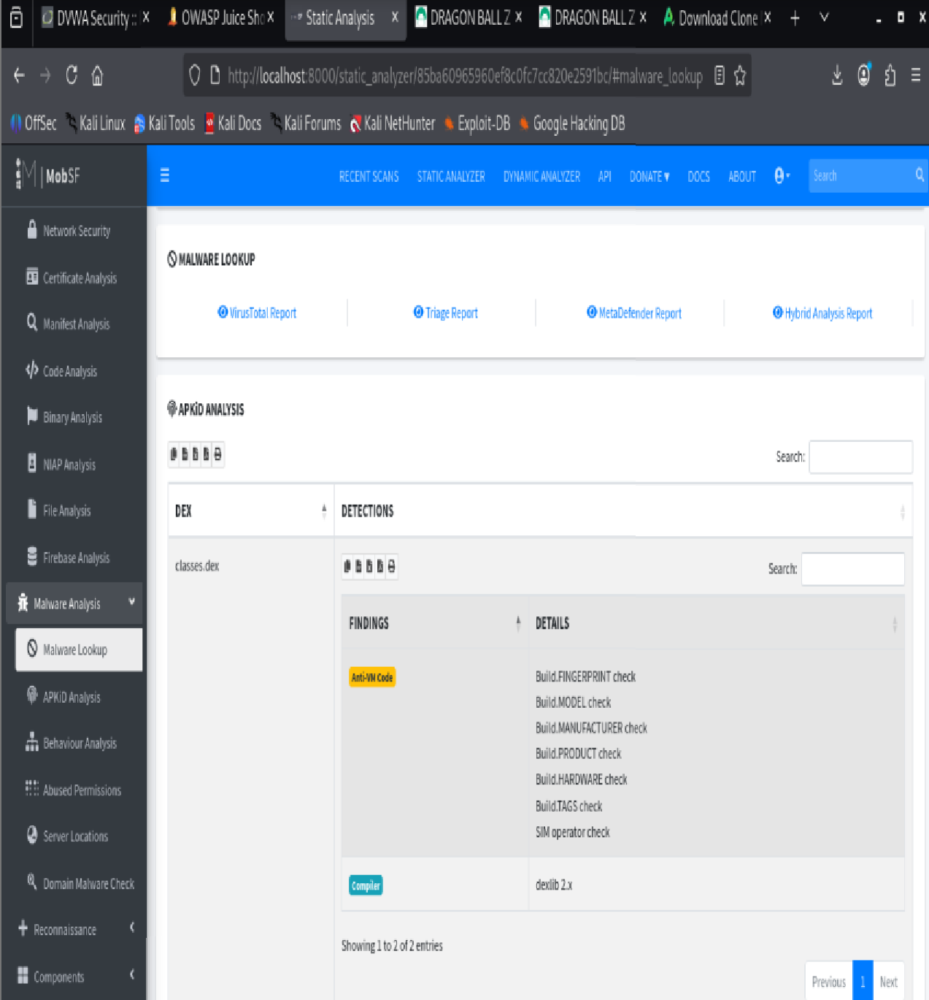 DVWA Security ::
OWASP Juice Sho
Static Analysis
DRAGON BALL Z
DRAGON BALL Z
Download Clone
http://localhost:8000/static_analyzer/85ba60965960ef8c0fc7cc820e2591bc/#malware_lookup
OffSec
Kali Linux
Kali Tools
Kali Docs
Kali Forums
Kali NetHunter
Exploit-DB
Google Hacking DB
MobSF
RECENT SCANS
STATIC ANALYZER
DYNAMIC ANALYZER
API
DONATE ♥
DOCS
ABOUT
Search
Network Security
Certificate Analysis
Manifest Analysis
Code Analysis
Binary Analysis
NIAP Analysis
File Analysis
Firebase Analysis
Malware Analysis
Malware Lookup
APKiD Analysis
Behaviour Analysis
Abused Permissions
Server Locations
Domain Malware Check
Reconnaissance
Components
MALWARE LOOKUP
VirusTotal Report
Triage Report
MetaDefender Report
Hybrid Analysis Report
APKiD ANALYSIS
Search:
DEX
DETECTIONS
classes.dex
Search:
FINDINGS
DETAILS
Anti-VM Code
Build.FINGERPRINT check
Build.MODEL check
Build.MANUFACTURER check
Build.PRODUCT check
Build.HARDWARE check
Build.TAGS check
SIM operator check
Compiler
dexlib 2.x
Showing 1 to 2 of 2 entries
Previous
1
Next